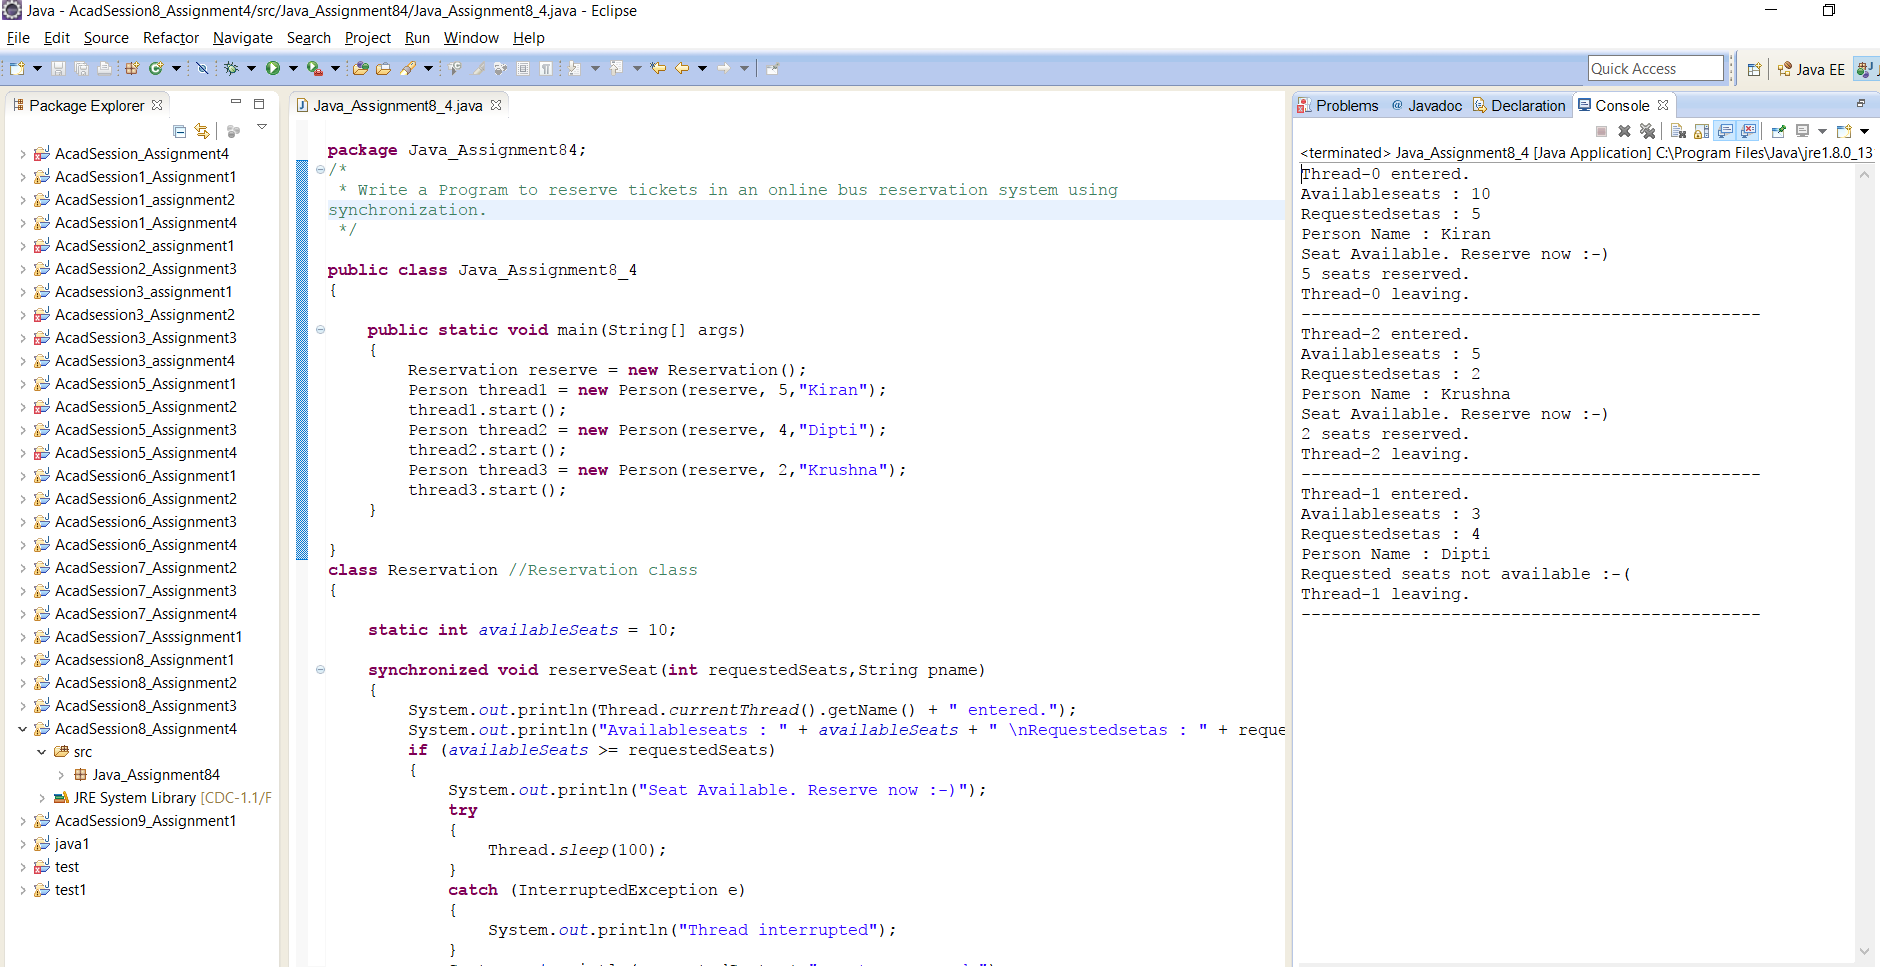 Java - AcadSession8_Assignment4/src/Java_Assignment84/Java_Assignment8_4.java - Eclipse
File Edit Source Refactor Navigate Search Project Run Window Help
Quick Access
Java EE
Package Explorer
AcadSession_Assignment4
AcadSession1_Assignment1
AcadSession1_assignment2
AcadSession1_Assignment4
AcadSession2_assignment1
AcadSession2_Assignment3
Acadsession3_assignment1
Acadsession3_Assignment2
AcadSession3_Assignment3
AcadSession3_assignment4
AcadSession5_Assignment1
AcadSession5_Assignment2
AcadSession5_Assignment3
AcadSession5_Assignment4
AcadSession6_Assignment1
AcadSession6_Assignment2
AcadSession6_Assignment3
AcadSession6_Assignment4
AcadSession7_Assignment2
AcadSession7_Assignment3
AcadSession7_Assignment4
AcadSession7_Asssignment1
Acadsession8_Assignment1
AcadSession8_Assignment2
AcadSession8_Assignment3
AcadSession8_Assignment4
src
Java_Assignment84
JRE System Library [CDC-1.1/F
AcadSession9_Assignment1
java1
test
test1
Java_Assignment8_4.java
package Java_Assignment84;
/*
* Write a Program to reserve tickets in an online bus reservation system using
synchronization.
*/
public class Java_Assignment8_4
{
public static void main(String[] args)
{
Reservation reserve = new Reservation();
Person thread1 = new Person(reserve, 5,"Kiran");
thread1.start();
Person thread2 = new Person(reserve, 4,"Dipti");
thread2.start();
Person thread3 = new Person(reserve, 2,"Krushna");
thread3.start();
}
}
class Reservation //Reservation class
{
static int availableSeats = 10;
synchronized void reserveSeat(int requestedSeats,String pname)
{
System.out.println(Thread.currentThread().getName() + " entered.");
System.out.println("Availableseats : " + availableSeats + " \nRequestedsetas : " + reque
if (availableSeats >= requestedSeats)
{
System.out.println("Seat Available. Reserve now :-)");
try
{
Thread.sleep(100);
}
catch (InterruptedException e)
{
System.out.println("Thread interrupted");
}
Problems @ Javadoc Declaration Console
<terminated> Java_Assignment8_4 [Java Application] C:\Program Files\Java\jre1.8.0_13
Thread-0 entered.
Availableseats : 10
Requestedsetas : 5
Person Name : Kiran
Seat Available. Reserve now :-)
5 seats reserved.
Thread-0 leaving.
----------------------------------------------
Thread-2 entered.
Availableseats : 5
Requestedsetas : 2
Person Name : Krushna
Seat Available. Reserve now :-)
2 seats reserved.
Thread-2 leaving.
----------------------------------------------
Thread-1 entered.
Availableseats : 3
Requestedsetas : 4
Person Name : Dipti
Requested seats not available :-(
Thread-1 leaving.
----------------------------------------------